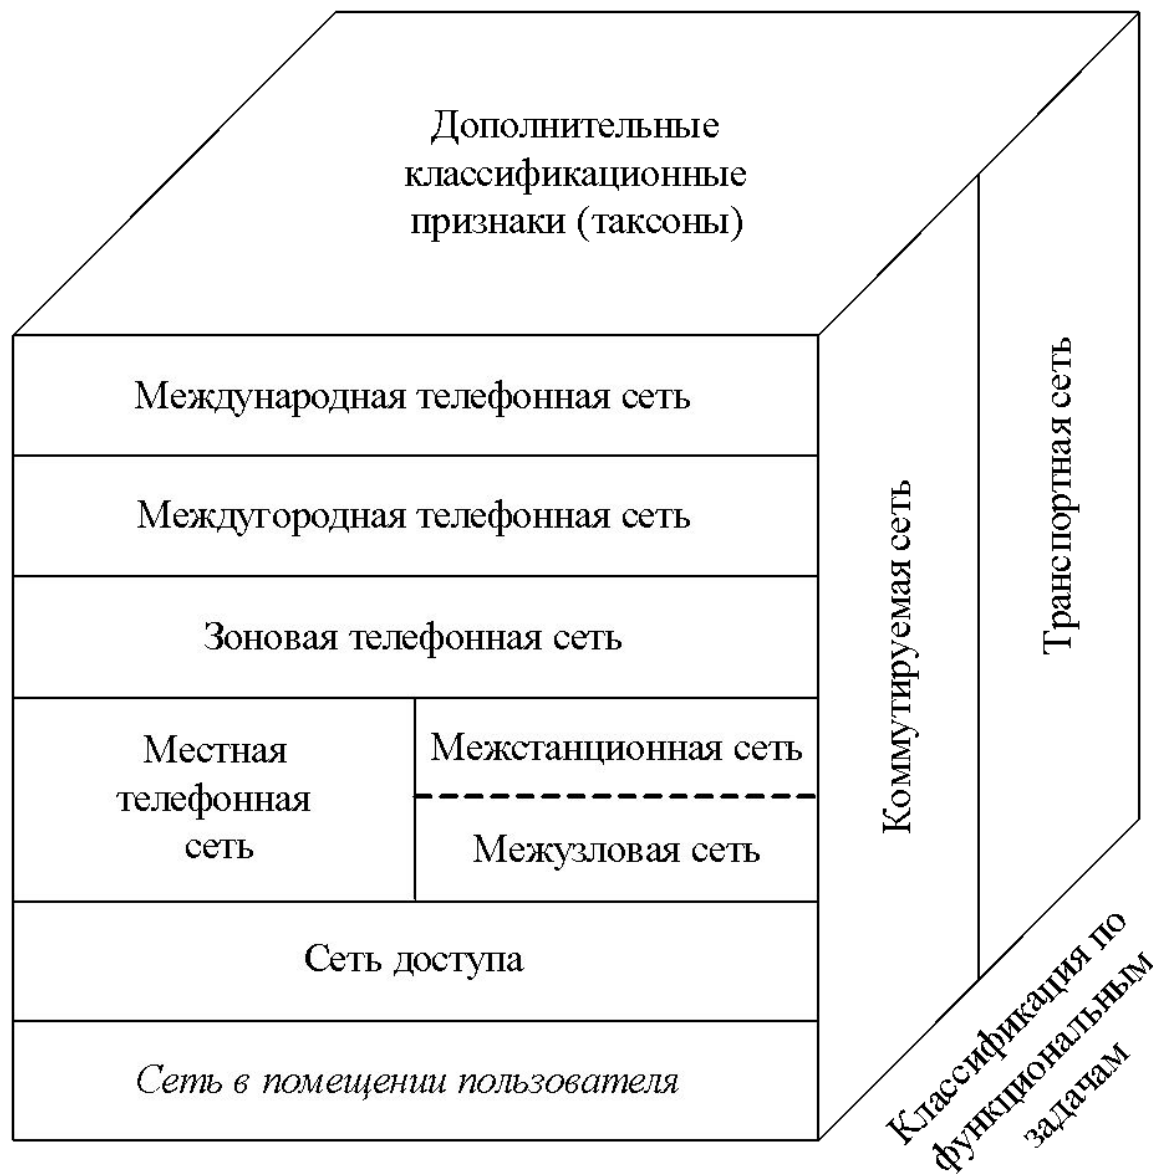 Дополнительные
классификационные
признаки (таксоны)
Международная телефонная сеть
Междугородная телефонная сеть
Зоновая телефонная сеть
Местная
телефонная
сеть
Межстанционная сеть
Межузловая сеть
Сеть доступа
Сеть в помещении пользователя
Коммутируемая сеть
Транспортная сеть
Классификация по
функциональным
задачам